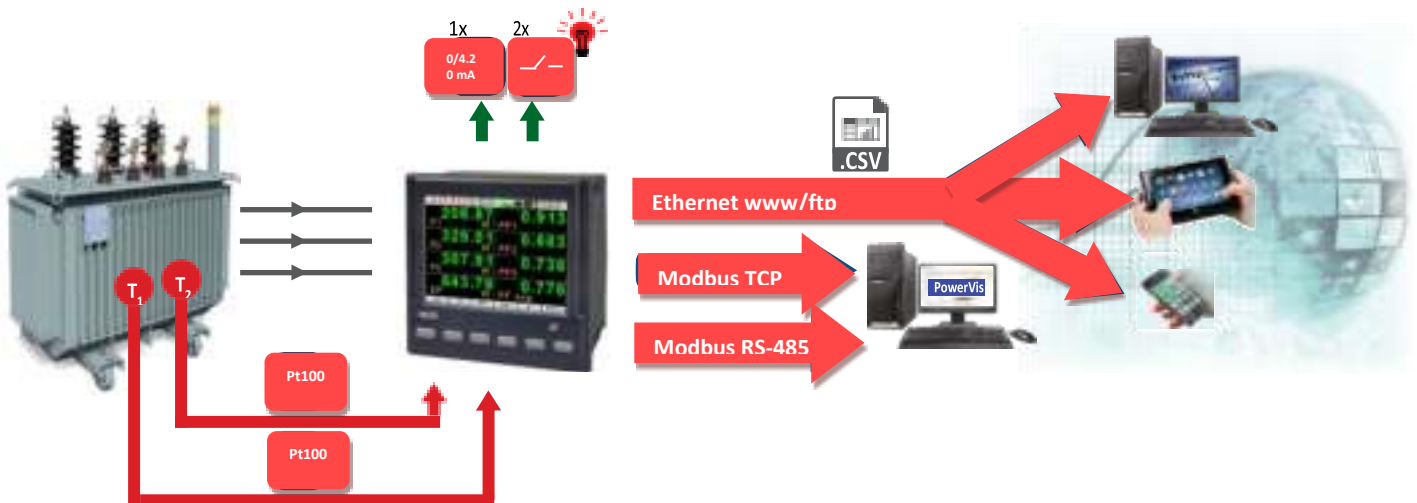 1x
2x
0/4.2
0 mA
.CSV
Ethernet www/ftp
T1
T2
Modbus TCP
PowerVis
Modbus RS-485
Pt100
Pt100